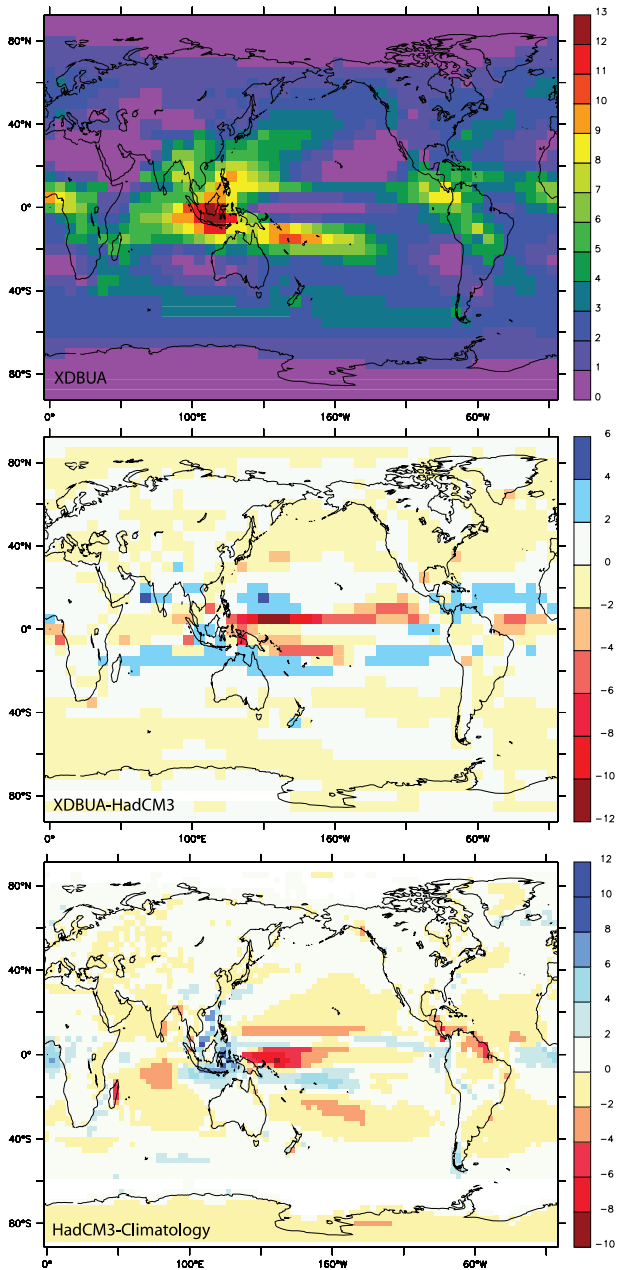 80°N
40°N
0°
40°S
80°S
XDBUA
0°
100°E
160°W
60°W
13
12
11
10
9
8
7
6
5
4
3
2
1
0
80°N
40°N
0°
40°S
80°S
XDBUA-HadCM3
0°
100°E
160°W
60°W
6
4
2
0
−2
−4
−6
−8
−10
−12
80°N
40°N
0°
40°S
80°S
HadCM3-Climatology
0°
100°E
160°W
60°W
12
10
8
6
4
2
0
−2
−4
−6
−8
−10